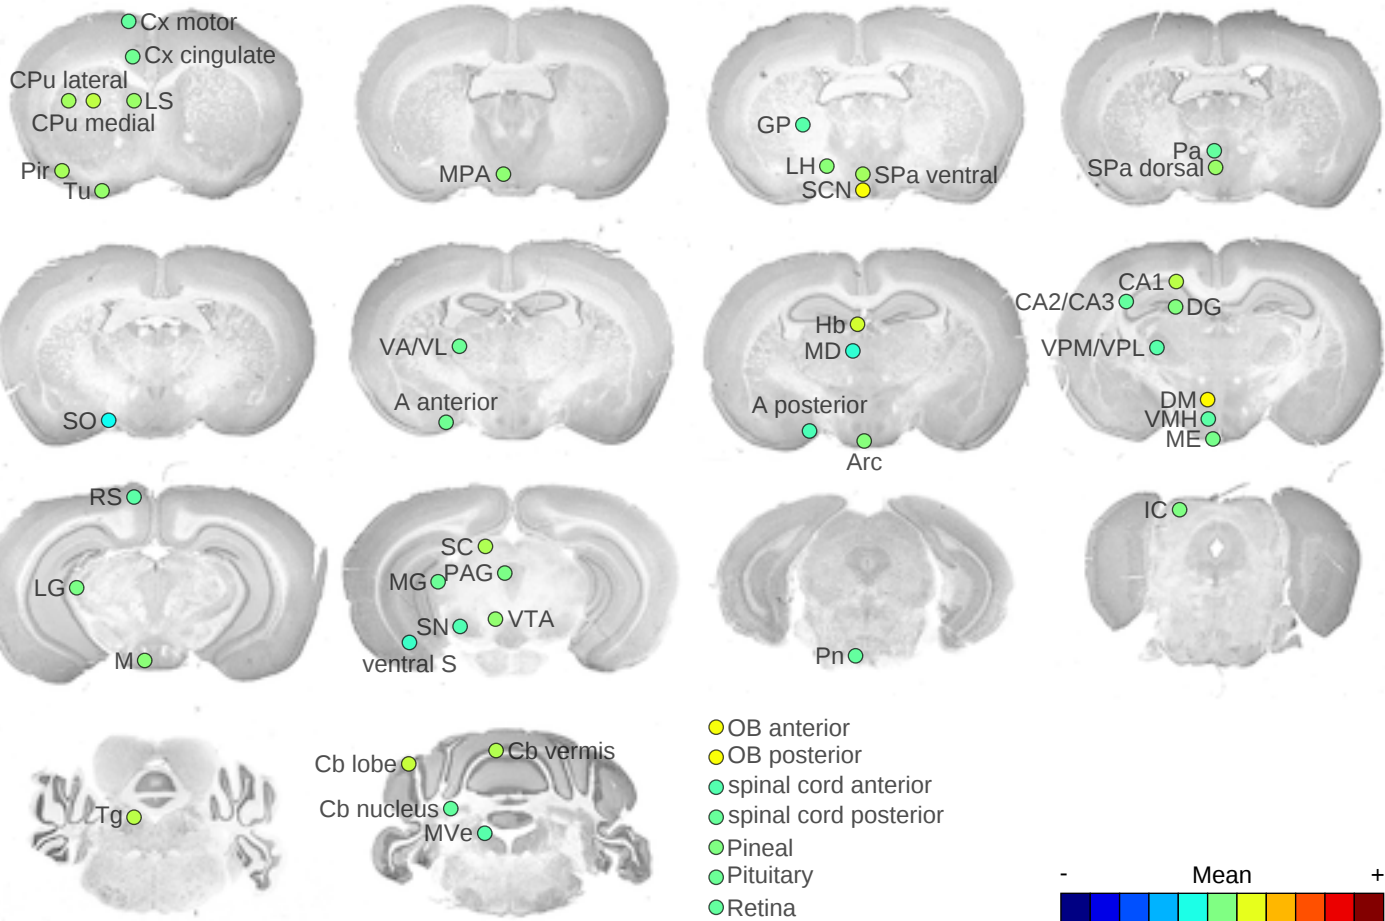 Cx motor
Cx cingulate
CPu lateral
LS
CPu medial
Pir
Tu
MPA
GP
LH
SPa ventral
SCN
Pa
SPa dorsal
SO
VA/VL
A anterior
Hb
MD
A posterior
Arc
CA1
CA2/CA3
DG
VPM/VPL
DM
VMH
ME
RS
LG
M
SC
PAG
MG
VTA
SN
ventral S
Pn
IC
Tg
Cb lobe
Cb vermis
Cb nucleus
MVe
OB anterior
OB posterior
spinal cord anterior
spinal cord posterior
Pineal
Pituitary
Retina
- Mean +